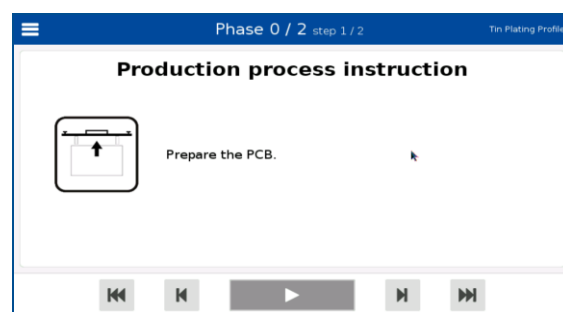 Phase 0 / 2 step 1 / 2
Tin Plating Profile
Production process instruction
Prepare the PCB.